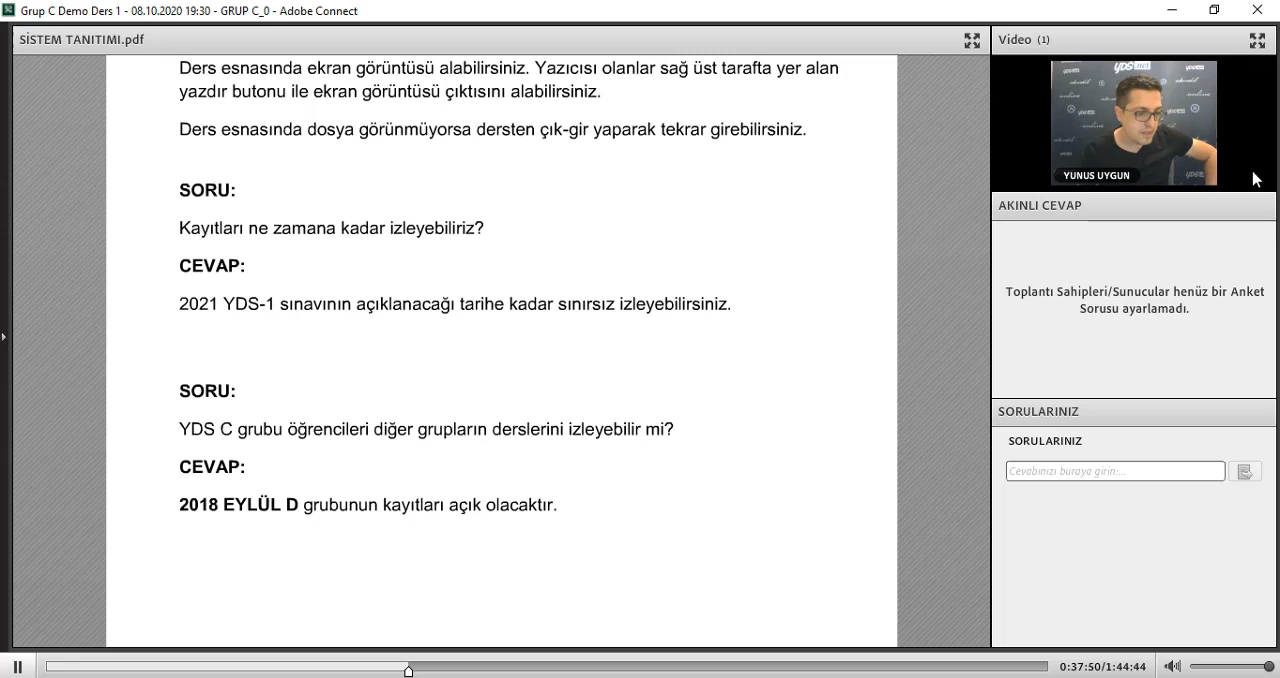 Grup C Demo Ders 1 - 08.10.2020 19:30 - GRUP C_0 - Adobe Connect
SİSTEM TANITIMI.pdf
Ders esnasında ekran görüntüsü alabilirsiniz. Yazıcısı olanlar sağ üst tarafta yer alan
yazdır butonu ile ekran görüntüsü çıktısını alabilirsiniz.
Ders esnasında dosya görünmüyorsa dersten çık-gir yaparak tekrar girebilirsiniz.
SORU:
Kayıtları ne zamana kadar izleyebiliriz?
CEVAP:
2021 YDS-1 sınavının açıklanacağı tarihe kadar sınırsız izleyebilirsiniz.
SORU:
YDS C grubu öğrencileri diğer grupların derslerini izleyebilir mi?
CEVAP:
2018 EYLÜL D grubunun kayıtları açık olacaktır.
Video (1)
YDS
YUNUS UYGUN
AKINLI CEVAP
Toplantı Sahipleri/Sunucular henüz bir Anket
Sorusu ayarlamadı.
SORULARINIZ
SORULARINIZ
Cevabınızı buraya girin:...
0:37:50/1:44:44